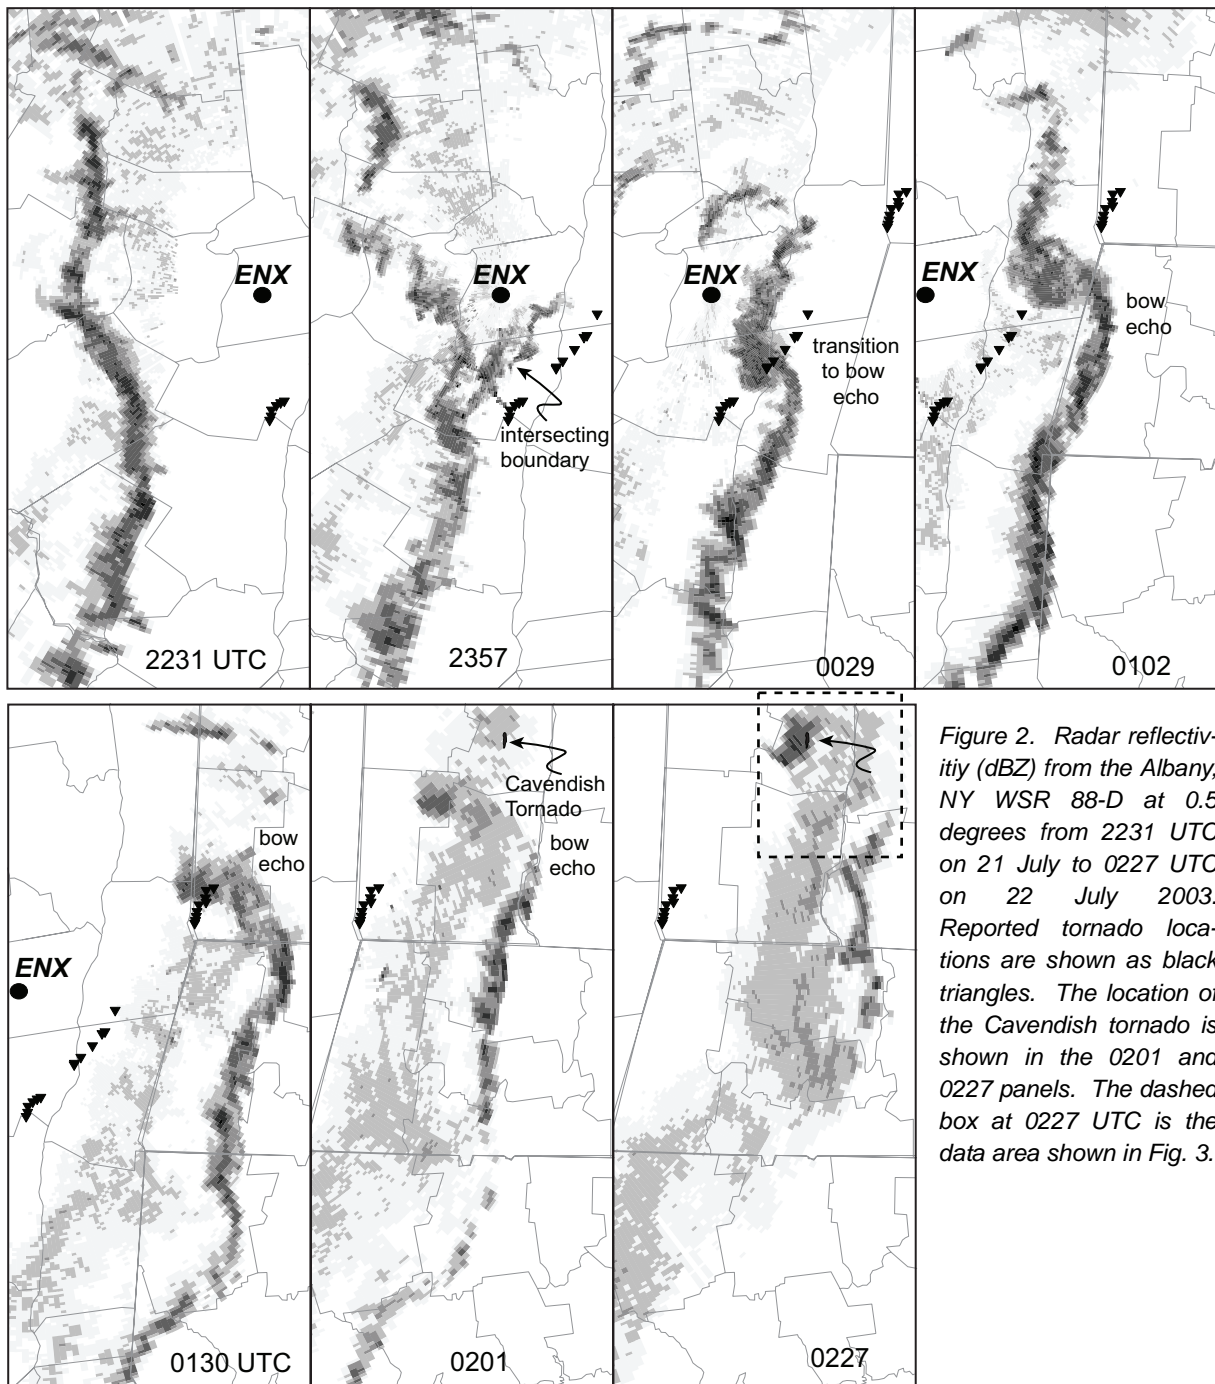 ENX
2231 UTC
ENX
intersecting
boundary
2357
ENX
transition
to bow
echo
0029
ENX
bow
echo
0102
bow
echo
ENX
0130 UTC
Cavendish
Tornado
bow
echo
0201
0227
Figure 2. Radar reflectiv-
itiy (dBZ) from the Albany,
NY WSR 88-D at 0.5
degrees from 2231 UTC
on 21 July to 0227 UTC
on 22 July 2003.
Reported tornado loca-
tions are shown as black
triangles. The location of
the Cavendish tornado is
shown in the 0201 and
0227 panels. The dashed
box at 0227 UTC is the
data area shown in Fig. 3.